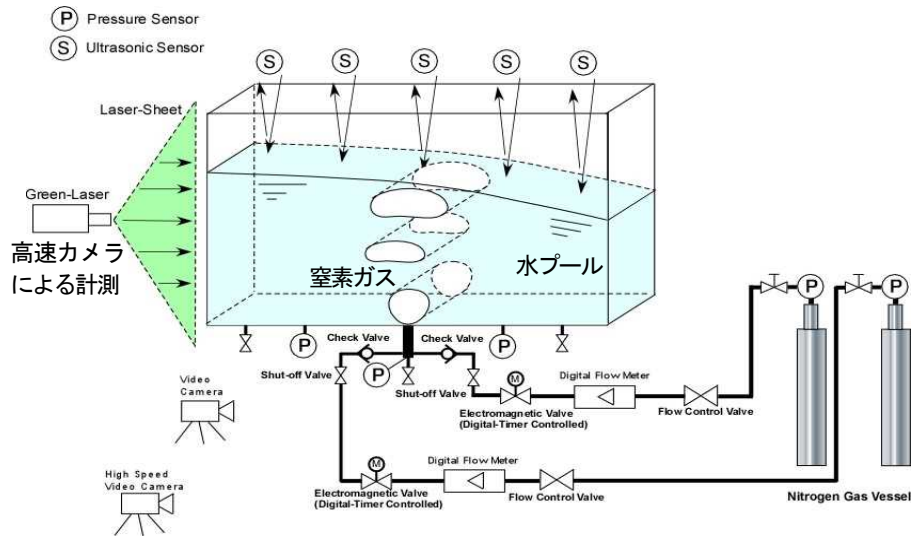 P Pressure Sensor
S Ultrasonic Sensor
S S S S S
Laser-Sheet
Green-Laser
高速カメラ
による計測
窒素ガス
水プール
P P
Check Valve
Check Valve
P
P
Shut-off Valve
P
Shut-off Valve
M
Electromagnetic Valve
(Digital-Timer Controlled)
Digital Flow Meter
Flow Control Valve
Video
Camera
High Speed
Video Camera
M
Electromagnetic Valve
(Digital-Timer Controlled)
Digital Flow Meter
Flow Control Valve
Nitrogen Gas Vessel